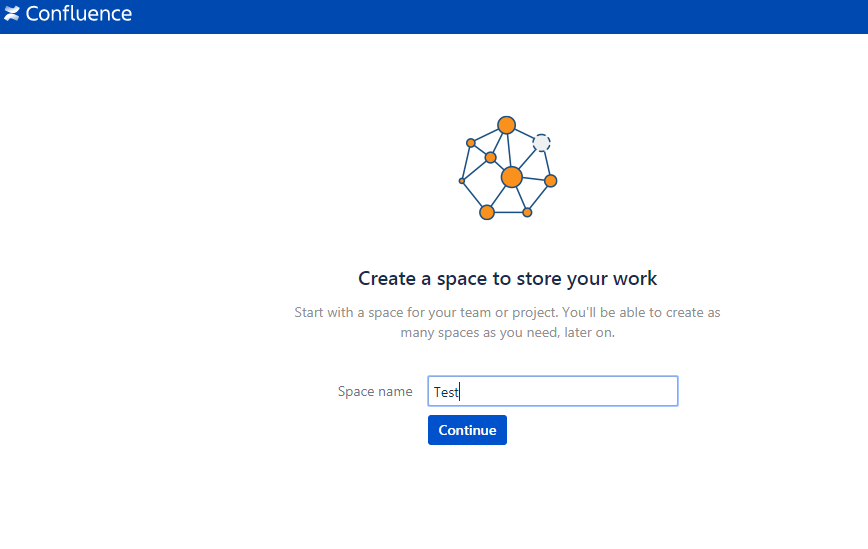 Confluence
Create a space to store your work
Start with a space for your team or project. You'll be able to create as
many spaces as you need, later on.
Space name
Test
Continue